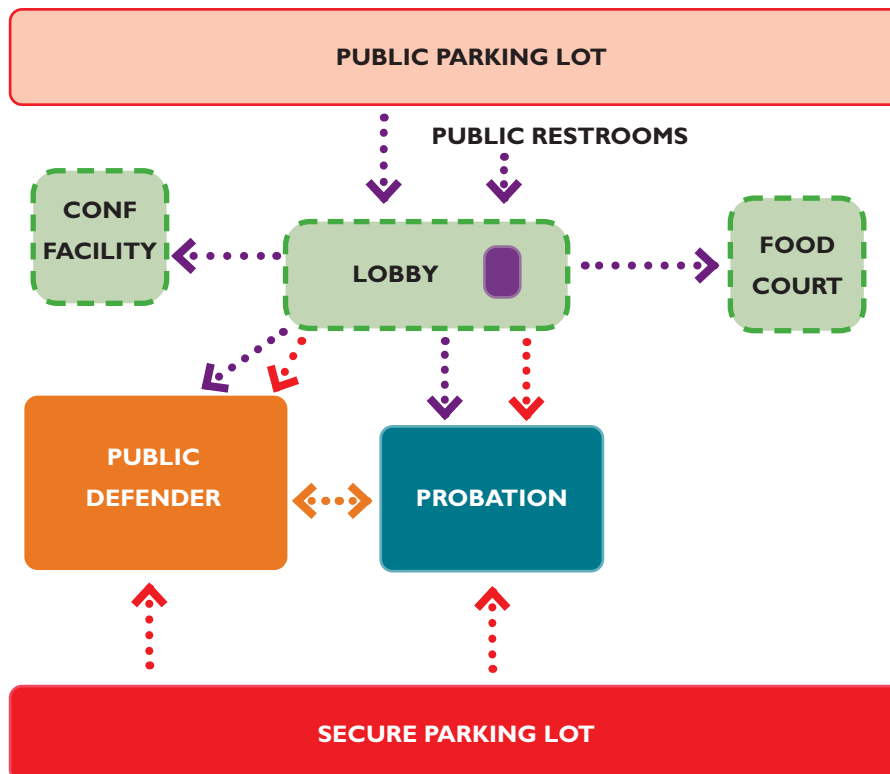 PUBLIC PARKING LOT
PUBLIC RESTROOMS
CONF
FACILITY
LOBBY
FOOD
COURT
PUBLIC
DEFENDER
PROBATION
SECURE PARKING LOT